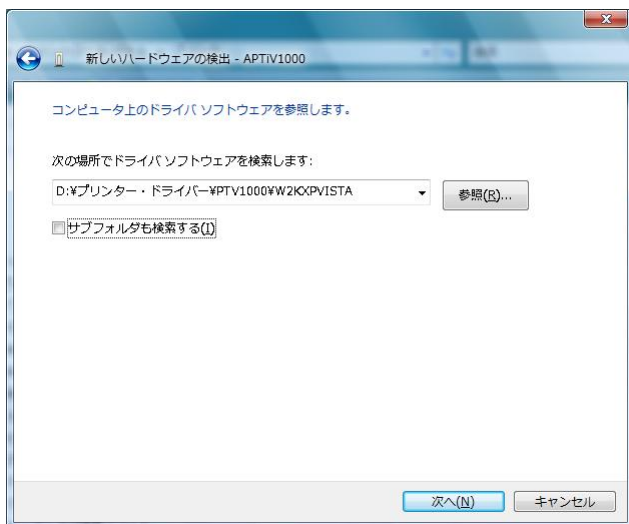 新しいハードウェアの検出 - APTiV1000
コンピュータ上のドライバ ソフトウェアを参照します。
次の場所でドライバ ソフトウェアを検索します:
D:¥プリンター・ドライバー¥PTV1000¥W2KXPVISTA
参照(R)...
サブフォルダも検索する(I)
次へ(N)
キャンセル